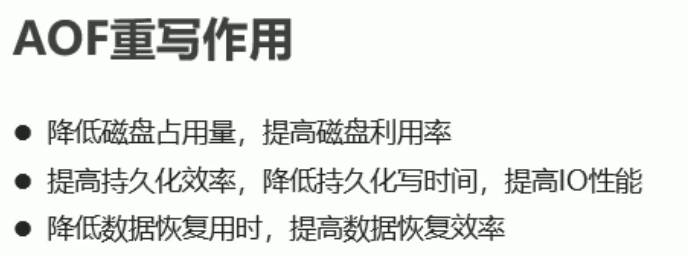 AOF重写作用
● 降低磁盘占用量，提高磁盘利用率
● 提高持久化效率，降低持久化写时间，提高IO性能
● 降低数据恢复用时，提高数据恢复效率